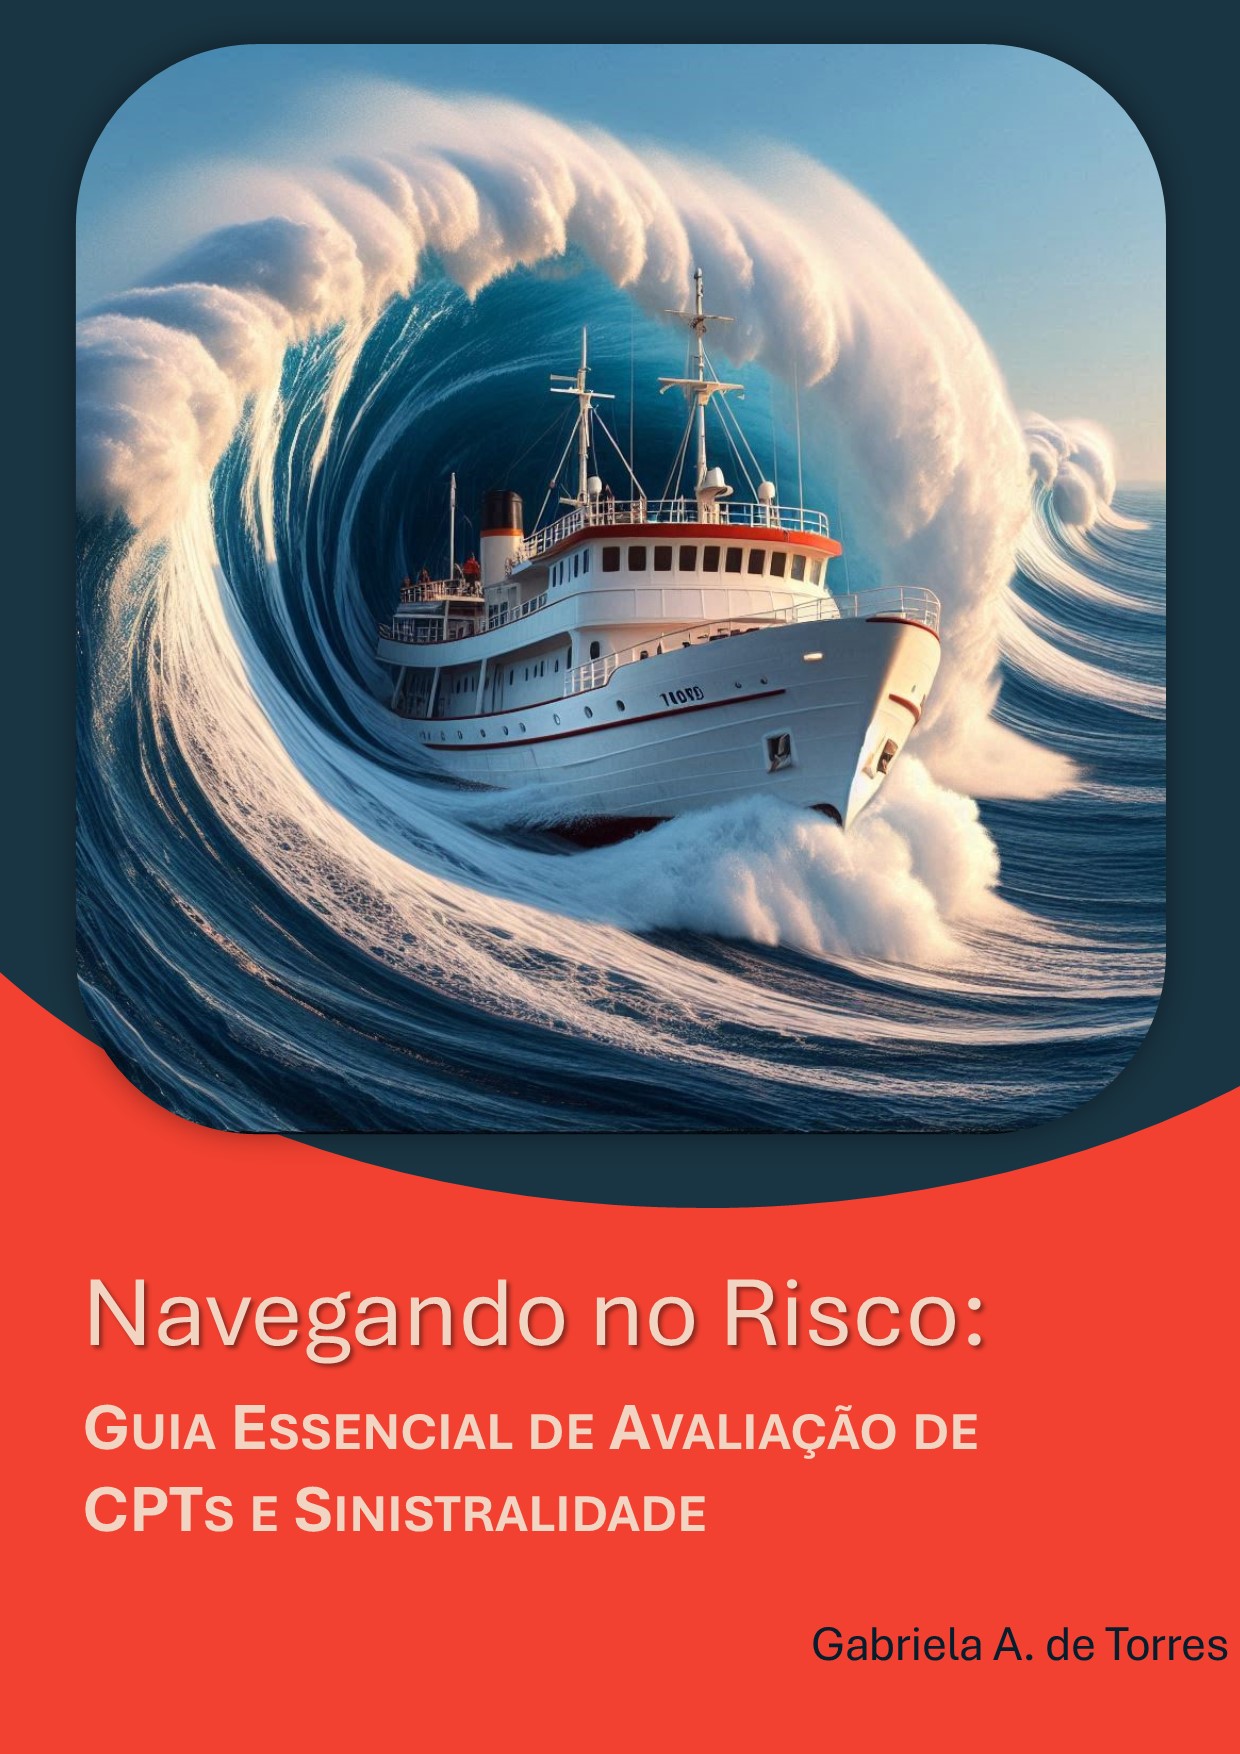 Navegando no Risco:
GUIA ESSENCIAL DE AVALIAÇÃO DE
CPTS E SINISTRALIDADE
Gabriela A. de Torres